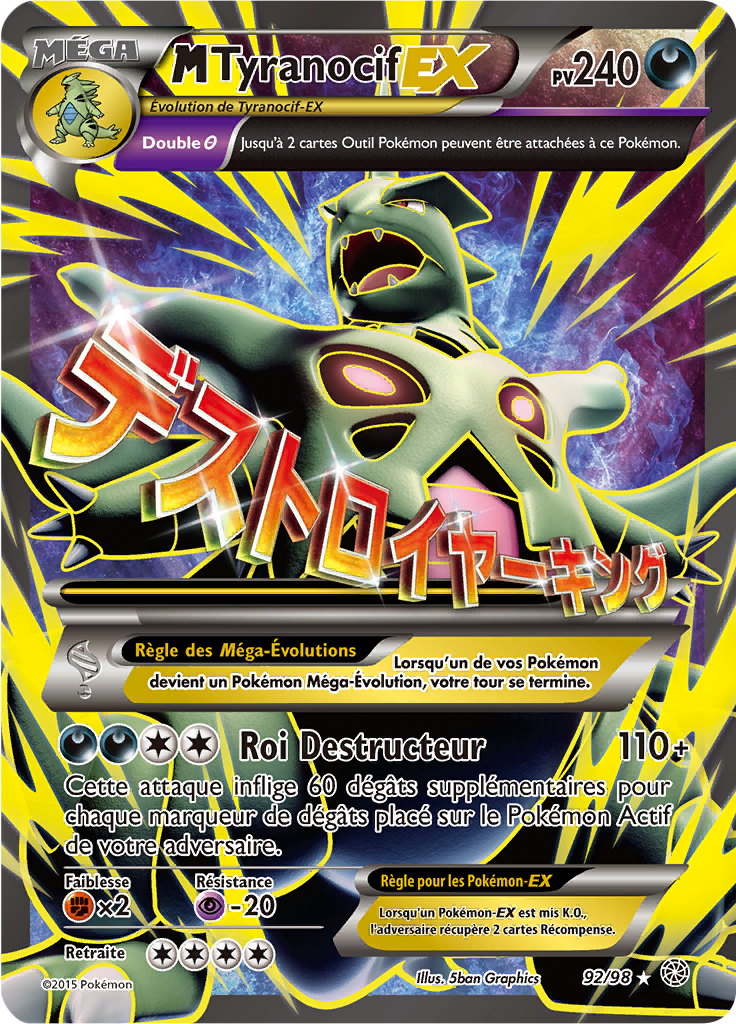 MÉGA
M Tyranocif EX
PV240
Évolution de Tyranocif-EX
Double θ
Jusqu'à 2 cartes Outil Pokémon peuvent être attachées à ce Pokémon.
デストロイヤーキング
Règle des Méga-Évolutions
Lorsqu'un de vos Pokémon
devient un Pokémon Méga-Évolution, votre tour se termine.
Roi Destructeur 110+
Cette attaque inflige 60 dégâts supplémentaires pour
chaque marqueur de dégâts placé sur le Pokémon Actif
de votre adversaire.
Faiblesse
×2
Résistance
-20
Retraite
Règle pour les Pokémon-EX
Lorsqu'un Pokémon-EX est mis K.O.,
l'adversaire récupère 2 cartes Récompense.
©2015 Pokémon
Illus. 5ban Graphics
92/98 ★